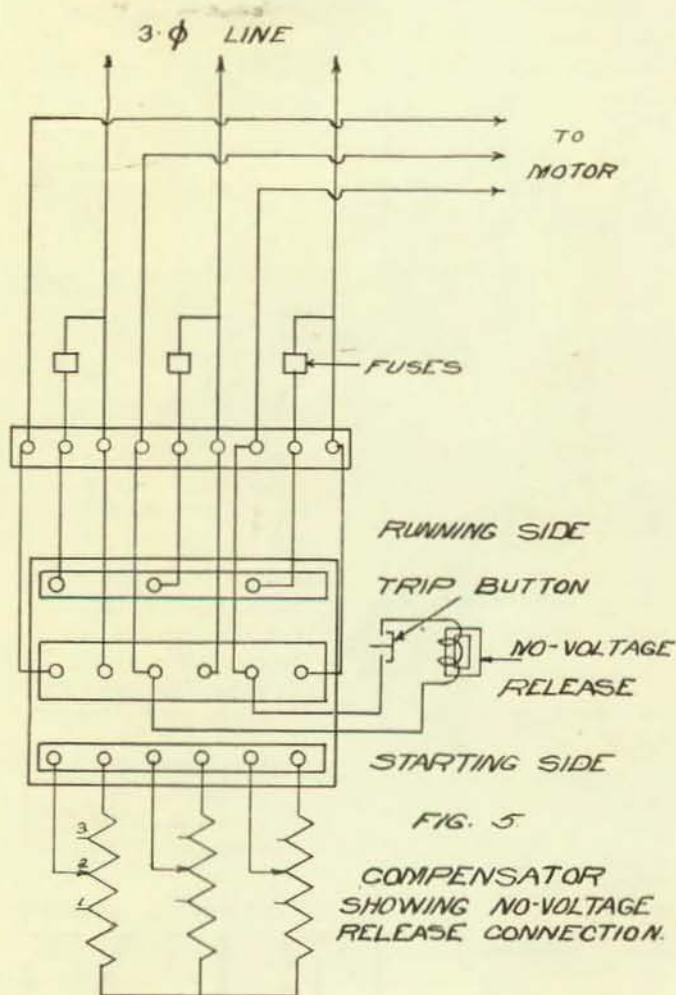 3·φ LINE
TO
MOTOR
FUSES
RUNNING SIDE
TRIP BUTTON
NO-VOLTAGE
RELEASE
STARTING SIDE
3
2
1
FIG. 5
COMPENSATOR
SHOWING NO-VOLTAGE
RELEASE CONNECTION.